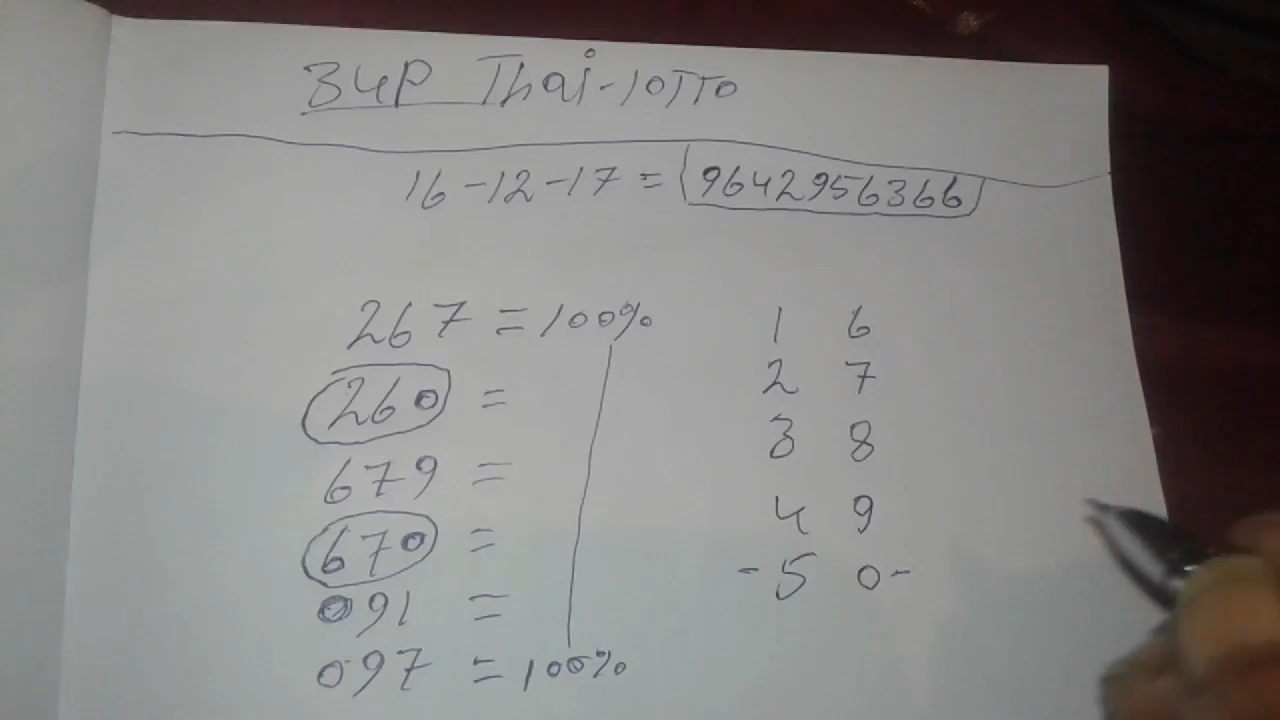 34P Thai-lOTTO
16-12-17 = 9642956366
267 = 100%
260 =
679 =
670 =
091 =
097 = 100%
1 6
2 7
3 8
4 9
-5 0-